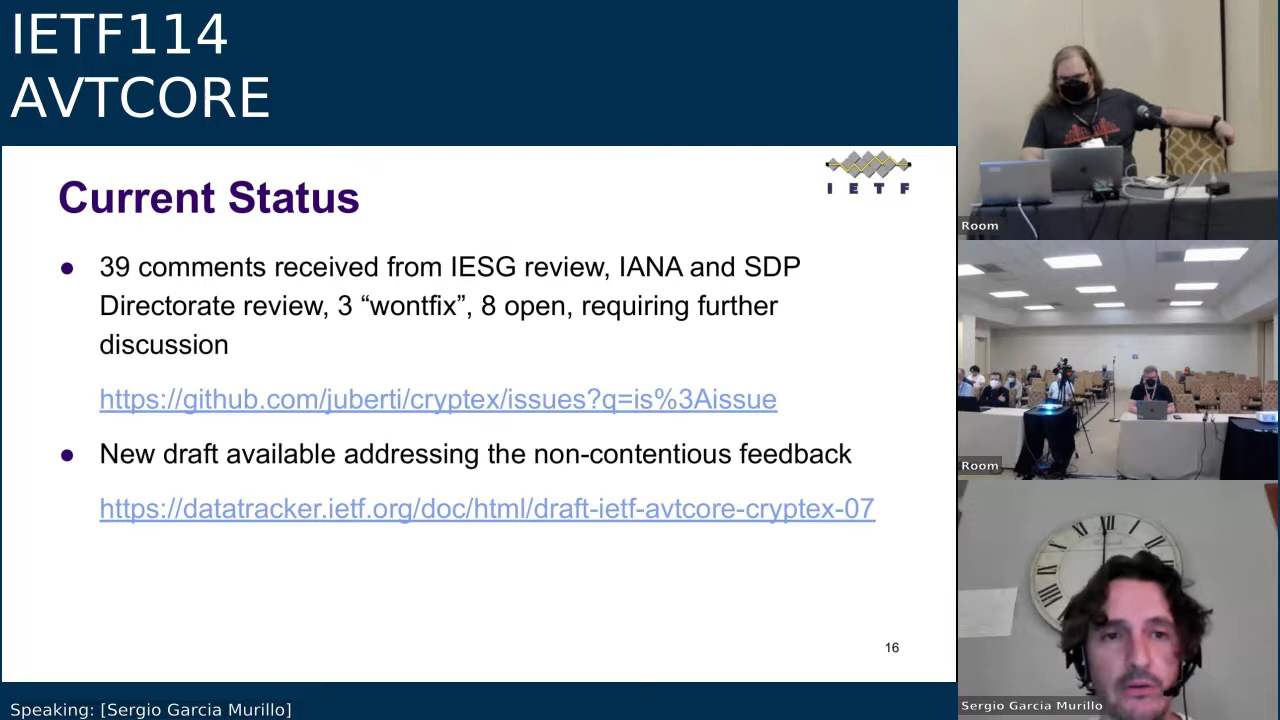 IETF114
AVTCORE
I E T F
Current Status
● 39 comments received from IESG review, IANA and SDP
Directorate review, 3 “wontfix”, 8 open, requiring further
discussion
https://github.com/juberti/cryptex/issues?q=is%3Aissue
● New draft available addressing the non-contentious feedback
https://datatracker.ietf.org/doc/html/draft-ietf-avtcore-cryptex-07
16
Speaking: [Sergio Garcia Murillo]
Room
Room
Sergio Garcia Murillo